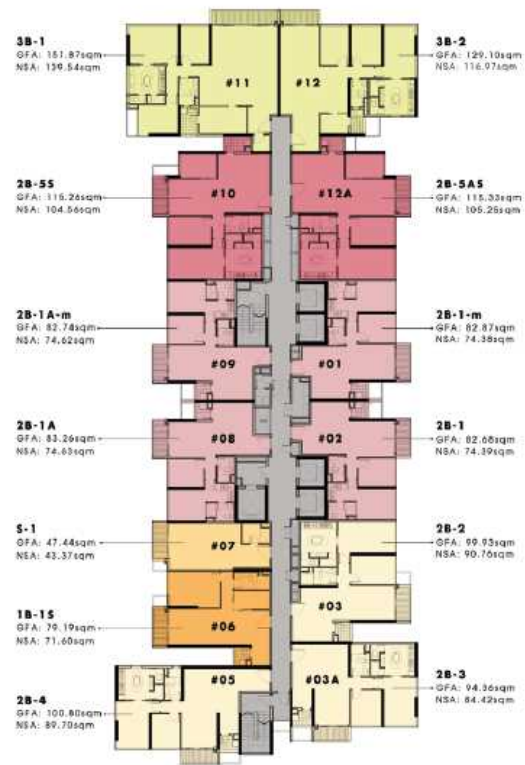 3B-1
GFA: 151.87sqm
NSA: 139.54sqm
3B-2
GFA: 129.10sqm
NSA: 116.97sqm
#11
#12
2B-5S
GFA: 115.26sqm
NSA: 104.56sqm
#10
#12A
2B-5AS
GFA: 115.33sqm
NSA: 105.25sqm
2B-1A-m
GFA: 82.74sqm
NSA: 74.62sqm
2B-1-m
GFA: 82.87sqm
NSA: 74.38sqm
#09
#01
2B-1A
GFA: 83.26sqm
NSA: 74.63sqm
#08
#02
2B-1
GFA: 82.68sqm
NSA: 74.39sqm
S-1
GFA: 47.44sqm
NSA: 43.37sqm
#07
2B-2
GFA: 99.93sqm
NSA: 90.76sqm
#03
1B-1S
GFA: 79.19sqm
NSA: 71.60sqm
#06
#05
#03A
2B-3
GFA: 94.36sqm
NSA: 84.42sqm
2B-4
GFA: 100.80sqm
NSA: 89.70sqm